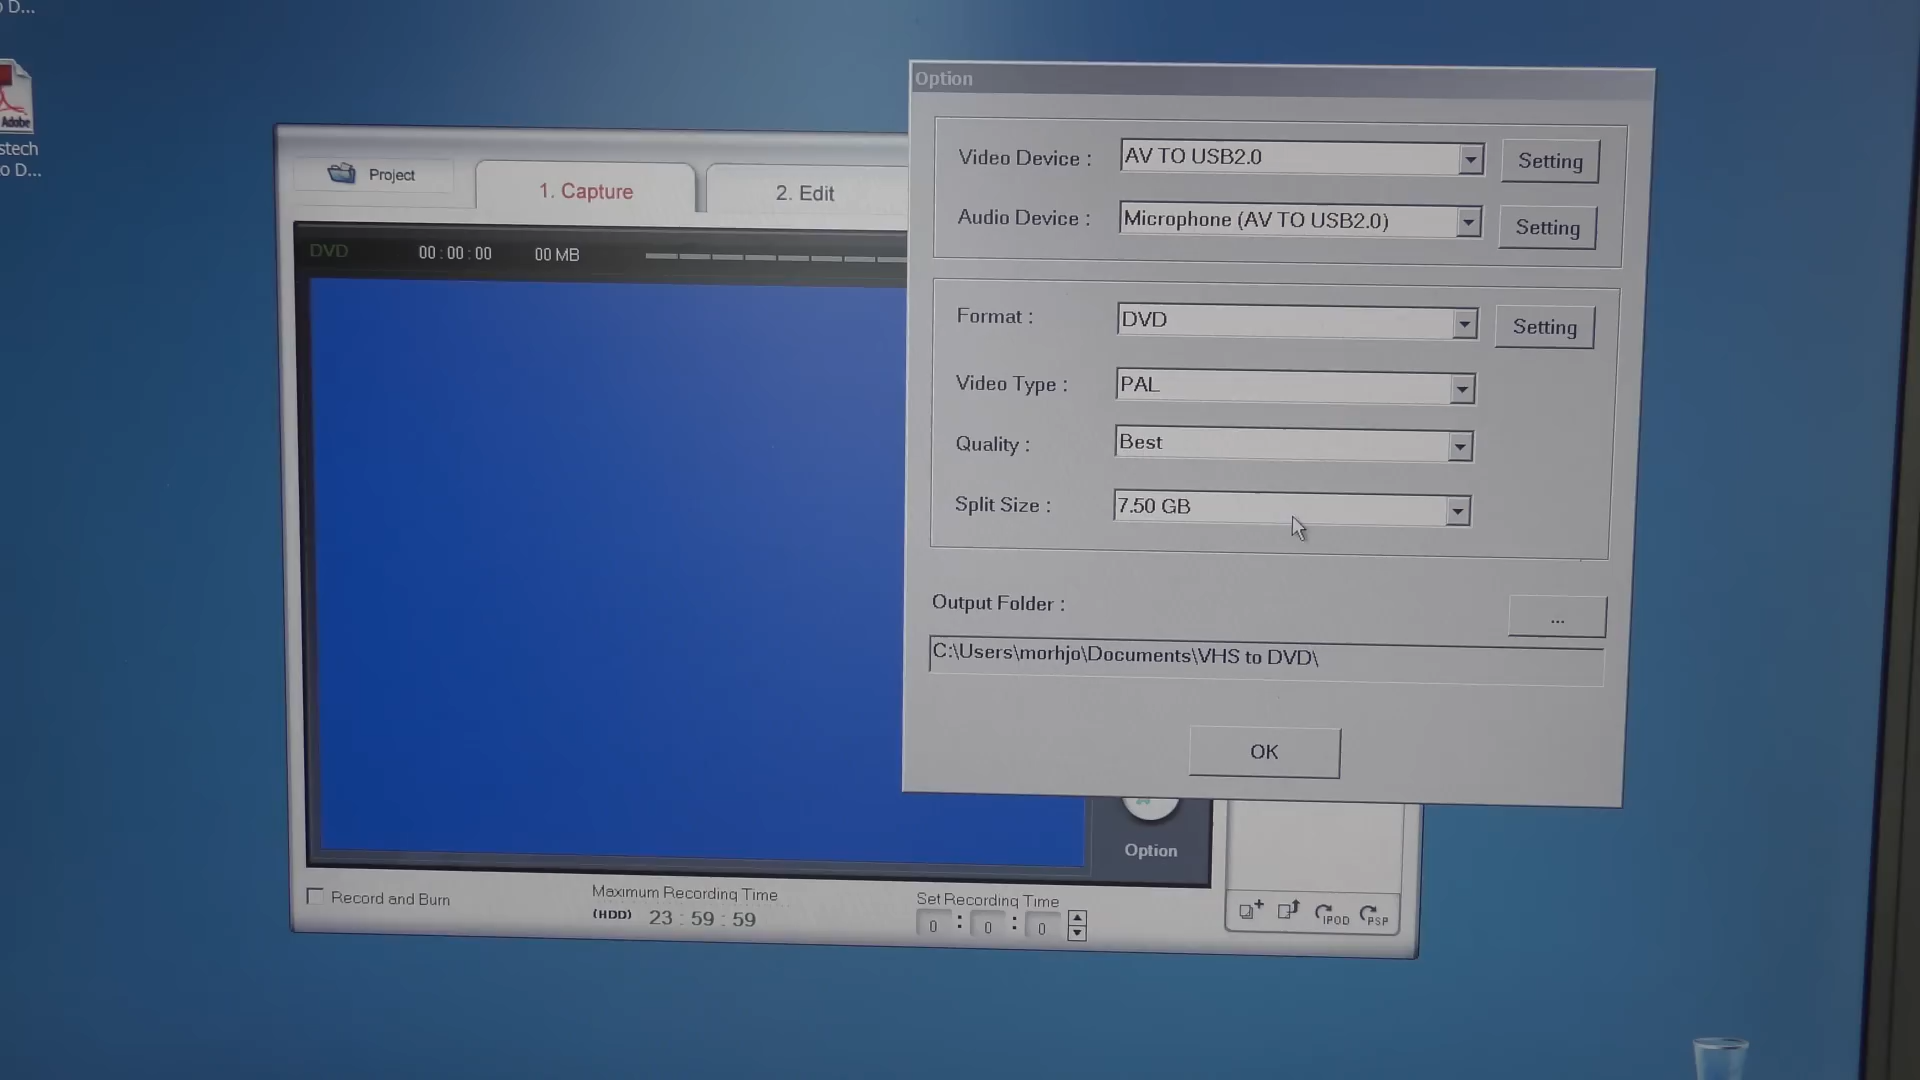 o D...
Adobe
stech
o D...
Project
1. Capture
2. Edit
DVD
00 : 00 : 00
00 MB
Option
Video Device :
AV TO USB2.0
Setting
Audio Device :
Microphone (AV TO USB2.0)
Setting
Format :
DVD
Setting
Video Type :
PAL
Quality :
Best
Split Size :
7.50 GB
Output Folder :
...
C:\Users\morhjo\Documents\VHS to DVD\
OK
Option
Record and Burn
Maximum Recording Time
(HDD) 23 : 59 : 59
Set Recording Time
0 : 0 : 0
IPOD
PSP